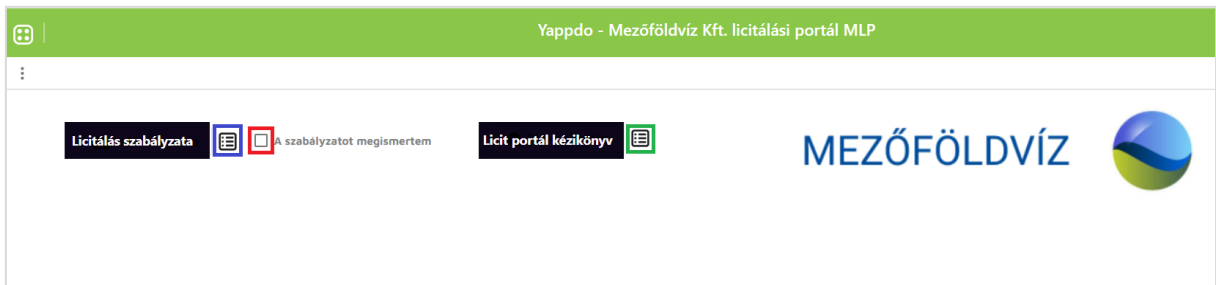 Yappdo - Mezőföldvíz Kft. licitálási portál MLP
Licitálás szabályzata
A szabályzatot megismertem
Licit portál kézikönyv
MEZŐFÖLDVÍZ